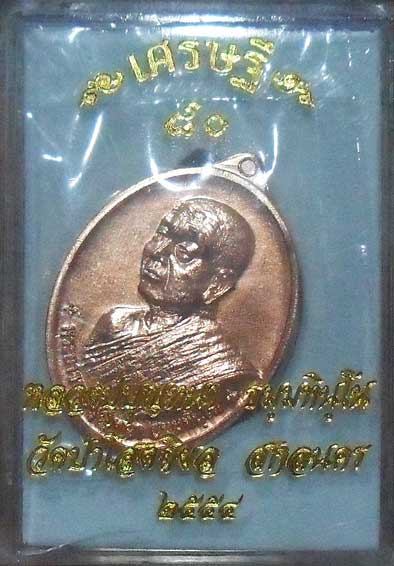 เศรษฐี
๘๐
หลวงปู่บุญหนา ธมฺมทินฺโน
วัดป่าโสตถิผล สกลนคร
๒๕๕๔